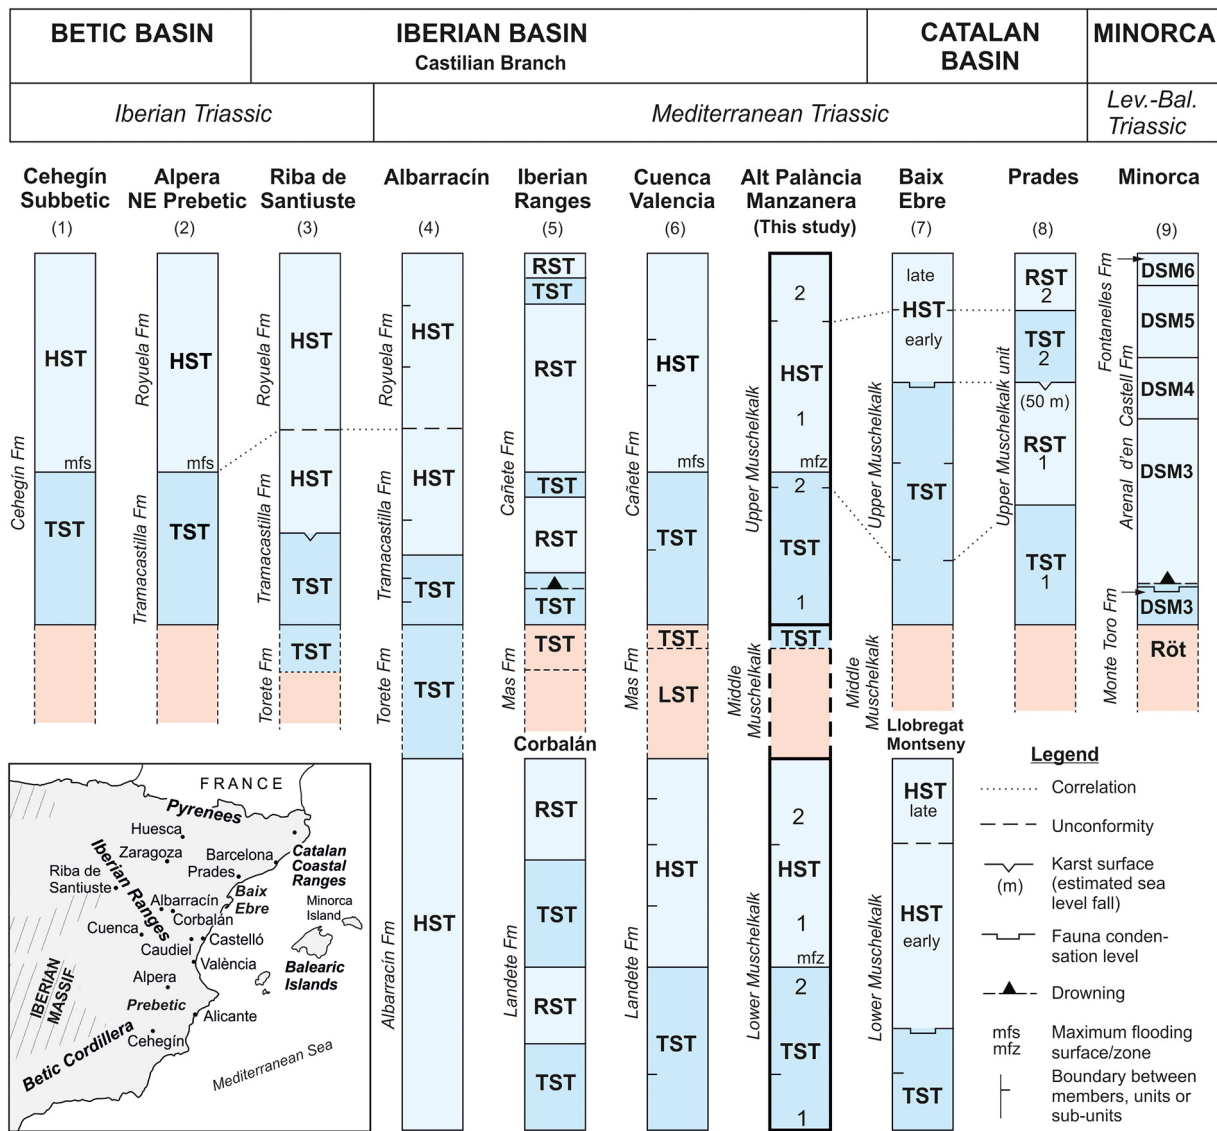 BETIC BASIN
IBERIAN BASIN
Castilian Branch
CATALAN
BASIN
MINORCA
Iberian Triassic
Mediterranean Triassic
Lev.-Bal.
Triassic
Cehegín
Subbetic
(1)
Alpera
NE Prebetic
(2)
Riba de
Santiuste
(3)
Albarracín
(4)
Iberian
Ranges
(5)
Cuenca
Valencia
(6)
Alt Palància
Manzanera
(This study)
Baix
Ebre
(7)
Prades
(8)
Minorca
(9)
Cehegín Fm
HST
mfs
TST
Royuela Fm
Tramacastilla Fm
HST
mfs
TST
Royuela Fm
Tramacastilla Fm
Torete Fm
HST
HST
TST
TST
Royuela Fm
Tramacastilla Fm
Torete Fm
Albarracín Fm
HST
HST
TST
TST
HST
Cañete Fm
Mas Fm
Landete Fm
RST
TST
RST
TST
RST
TST
TST
Corbalán
RST
TST
RST
TST
Cañete Fm
Mas Fm
Landete Fm
HST
mfs
TST
TST
LST
HST
TST
Upper Muschelkalk
Middle
Muschelkalk
Lower Muschelkalk
2
HST
1
mfz
2
TST
1
TST
2
HST
1
mfz
2
TST
1
Upper Muschelkalk
Middle
Muschelkalk
Lower Muschelkalk
late
HST
early
TST
Llobregat
Montseny
HST
late
HST
early
TST
Upper Muschelkalk unit
RST
2
TST
2
(50 m)
RST
1
TST
1
Fontanelles Fm
Arenal d'en Castell Fm
Monte Toro Fm
DSM6
DSM5
DSM4
DSM3
DSM3
Röt
FRANCE
Pyrenees
Huesca
Zaragoza
Barcelona
Prades
Catalan
Coastal
Ranges
Riba de
Santiuste
Iberian Ranges
Albarracín
Corbalán
Baix
Ebre
Minorca
Island
Cuenca
Caudiel
Castelló
València
Balearic
Islands
Alpera
Prebetic
IBERIAN
MASSIF
Alicante
Betic Cordillera
Cehegín
Mediterranean Sea
Legend
Correlation
Unconformity
Karst surface
(m)
(estimated sea
level fall)
Fauna conden-
sation level
Drowning
mfs
mfz
Maximum flooding
surface/zone
Boundary between
members, units or
sub-units